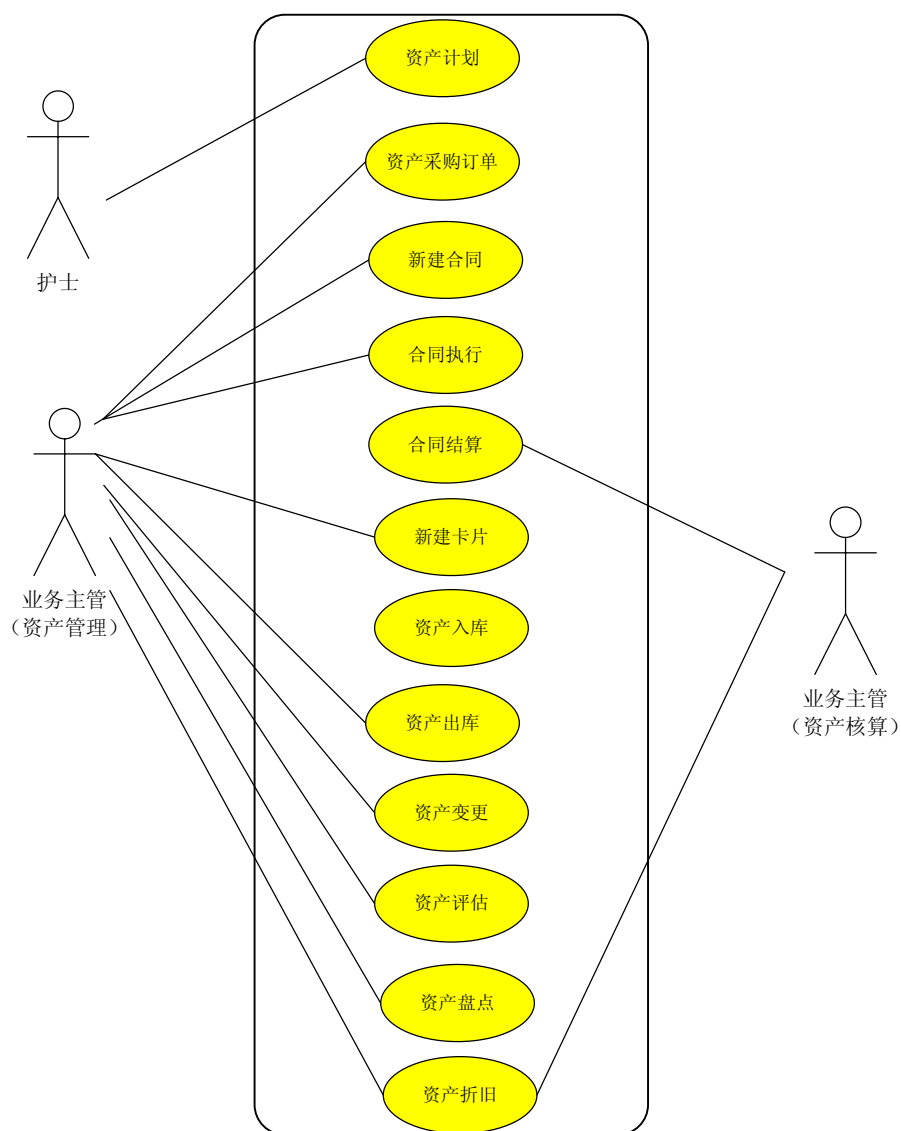 资产计划
资产采购订单
新建合同
护士
合同执行
合同结算
新建卡片
业务主管
（资产管理）
资产入库
业务主管
（资产核算）
资产出库
资产变更
资产评估
资产盘点
资产折旧